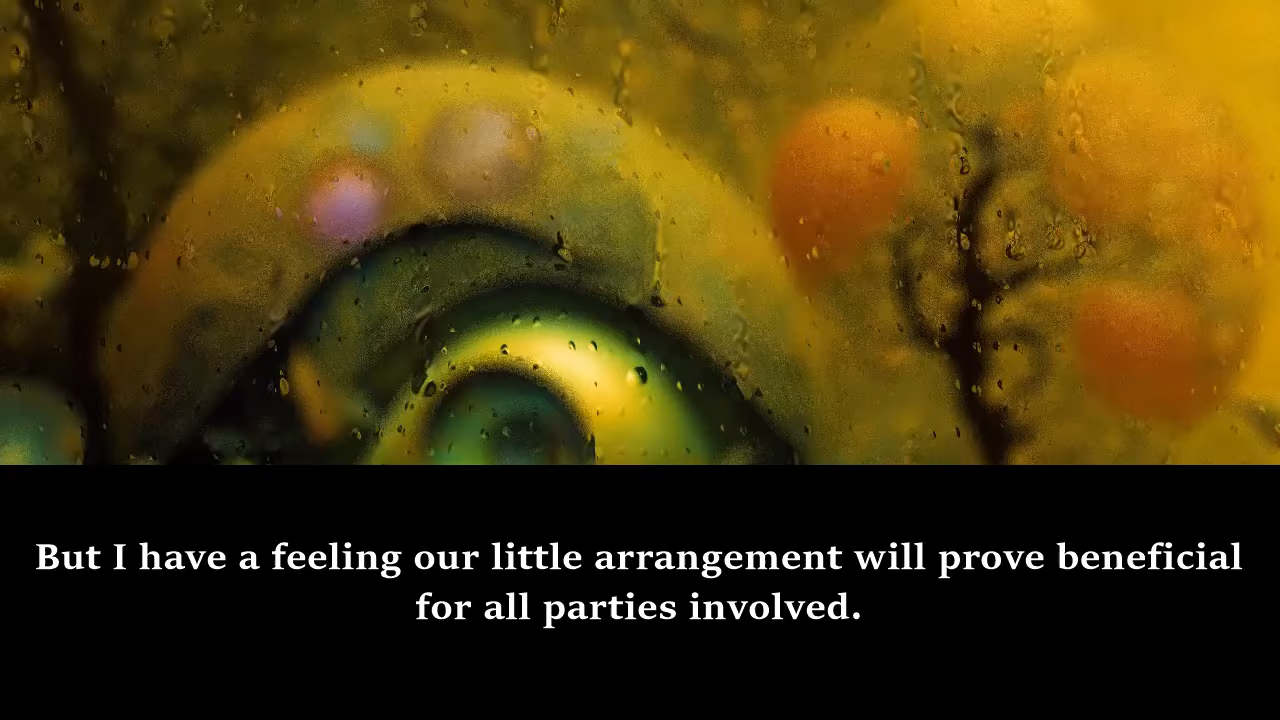 But I have a feeling our little arrangement will prove beneficial
for all parties involved.